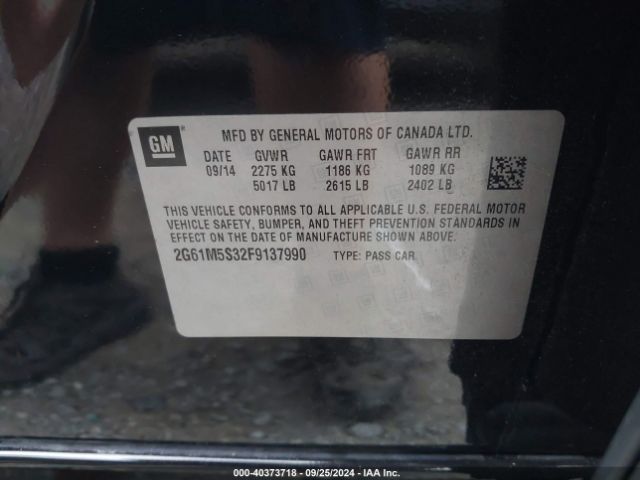 GM ®
MFD BY GENERAL MOTORS OF CANADA LTD.
DATE GVWR GAWR FRT GAWR RR
09/14 2275 KG 1186 KG 1089 KG
5017 LB 2615 LB 2402 LB
THIS VEHICLE CONFORMS TO ALL APPLICABLE U.S. FEDERAL MOTOR
VEHICLE SAFETY, BUMPER, AND THEFT PREVENTION STANDARDS IN
EFFECT ON THE DATE OF MANUFACTURE SHOWN ABOVE.
2G61M5S32F9137990 TYPE: PASS CAR
000-40373718 - 09/25/2024 - IAA Inc.